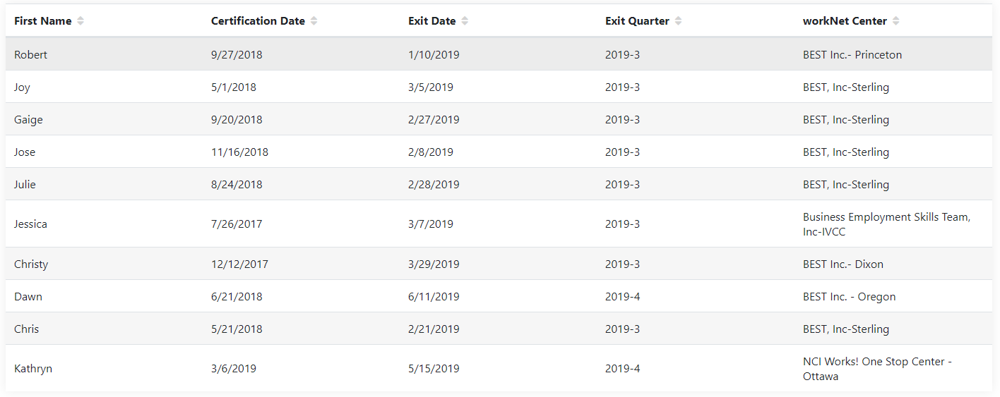 First Name Certification Date Exit Date Exit Quarter workNet Center
Robert 9/27/2018 1/10/2019 2019-3 BEST Inc.- Princeton
Joy 5/1/2018 3/5/2019 2019-3 BEST, Inc-Sterling
Gaige 9/20/2018 2/27/2019 2019-3 BEST, Inc-Sterling
Jose 11/16/2018 2/8/2019 2019-3 BEST, Inc-Sterling
Julie 8/24/2018 2/28/2019 2019-3 BEST, Inc-Sterling
Jessica 7/26/2017 3/7/2019 2019-3 Business Employment Skills Team,
Inc-IVCC
Christy 12/12/2017 3/29/2019 2019-3 BEST Inc.- Dixon
Dawn 6/21/2018 6/11/2019 2019-4 BEST Inc. - Oregon
Chris 5/21/2018 2/21/2019 2019-3 BEST, Inc-Sterling
Kathryn 3/6/2019 5/15/2019 2019-4 NCI Works! One Stop Center -
Ottawa